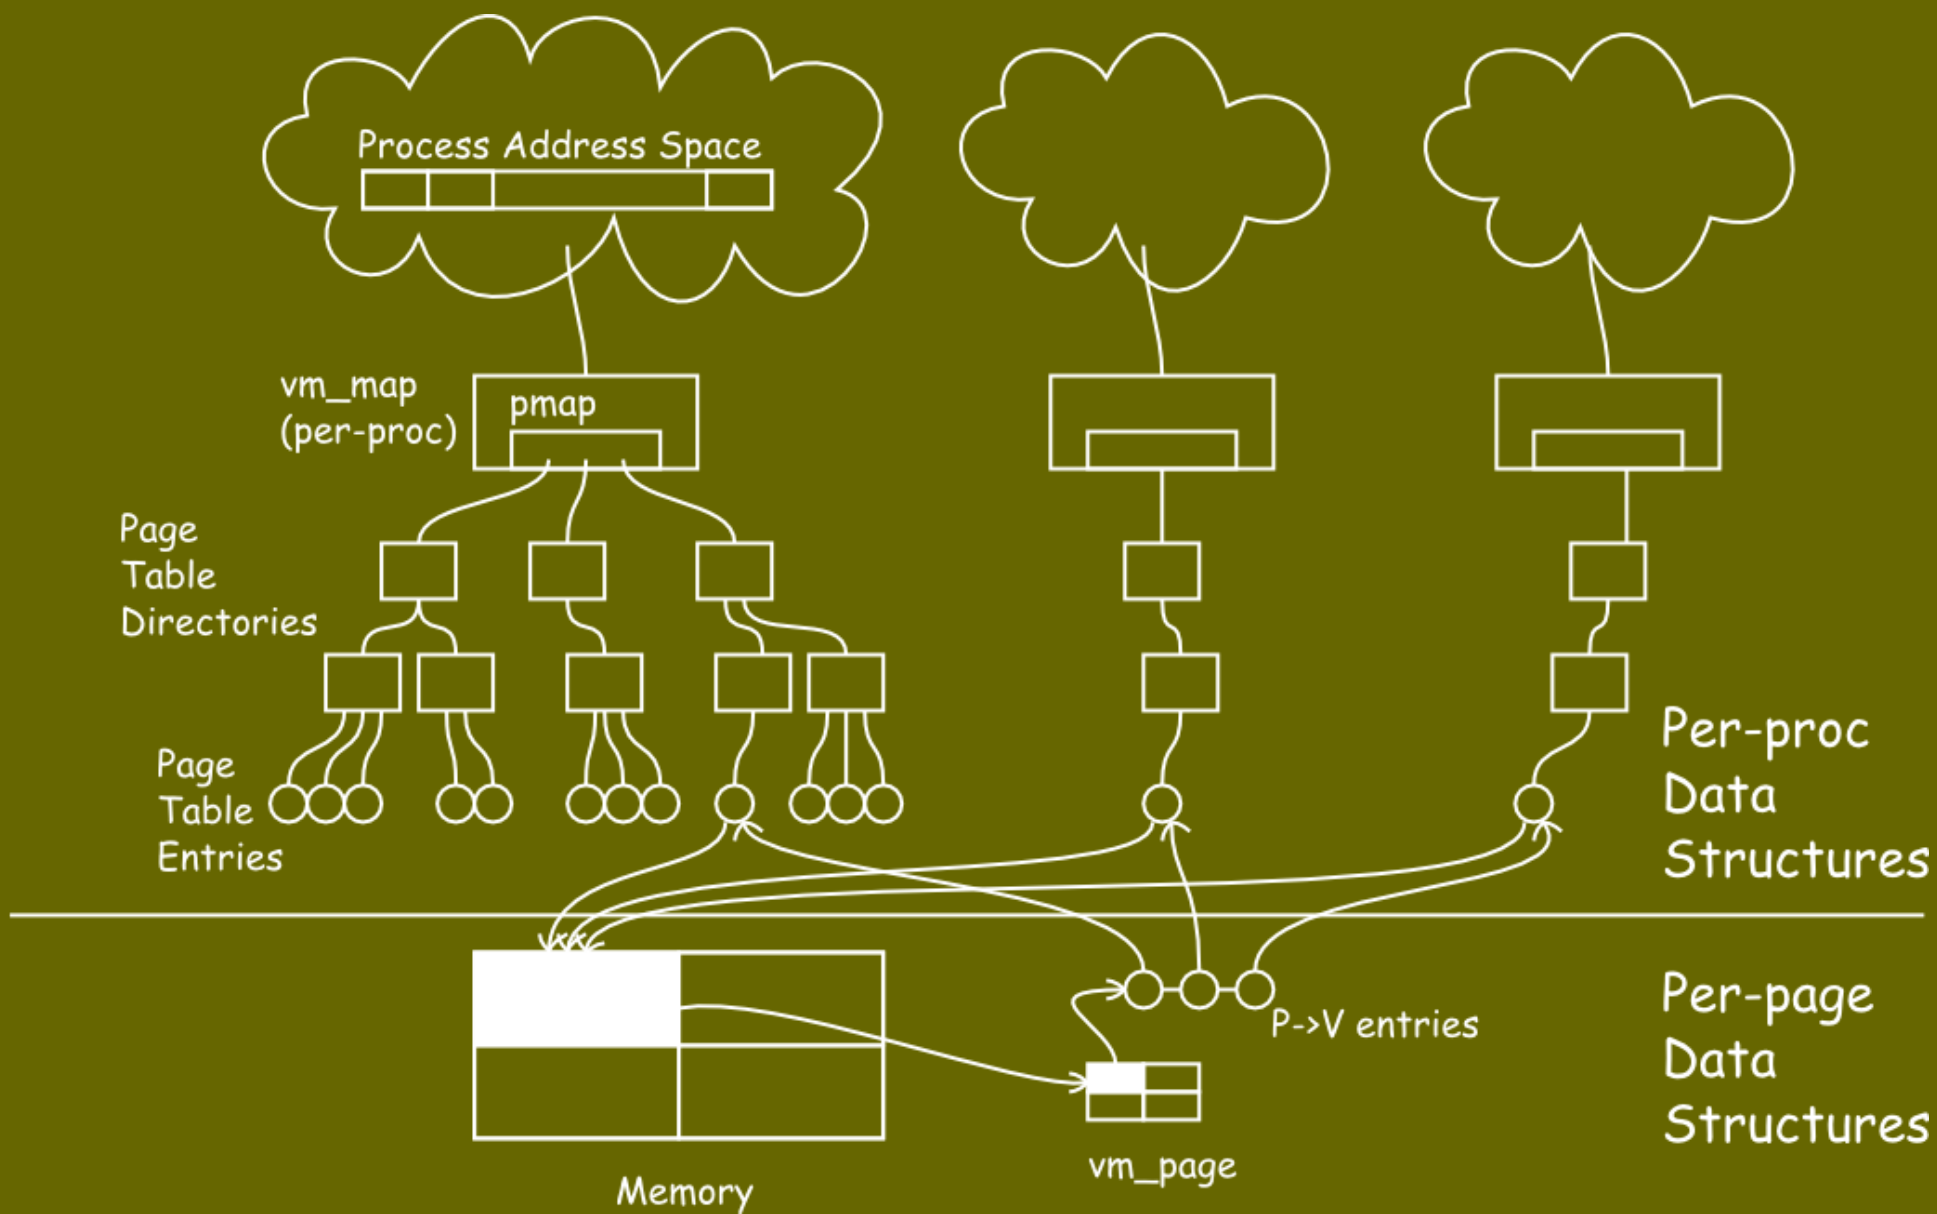 Process Address Space
vm_map
(per-proc)
pmap
Page
Table
Directories
Page
Table
Entries
Per-proc
Data
Structures
P->V entries
Per-page
Data
Structures
vm_page
Memory